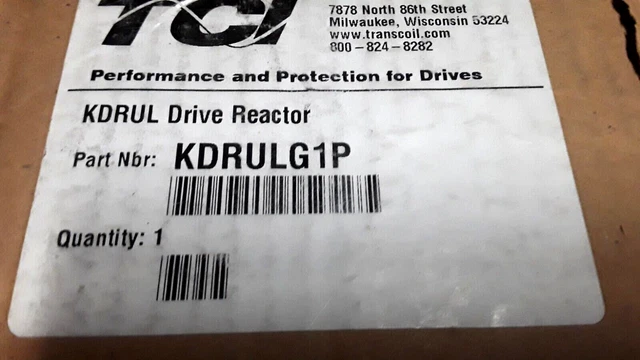 TCI
7878 North 86th Street
Milwaukee, Wisconsin 53224
www.transcoil.com
800-824-8282
Performance and Protection for Drives
KDRUL Drive Reactor
Part Nbr: KDRULG1P
Quantity: 1